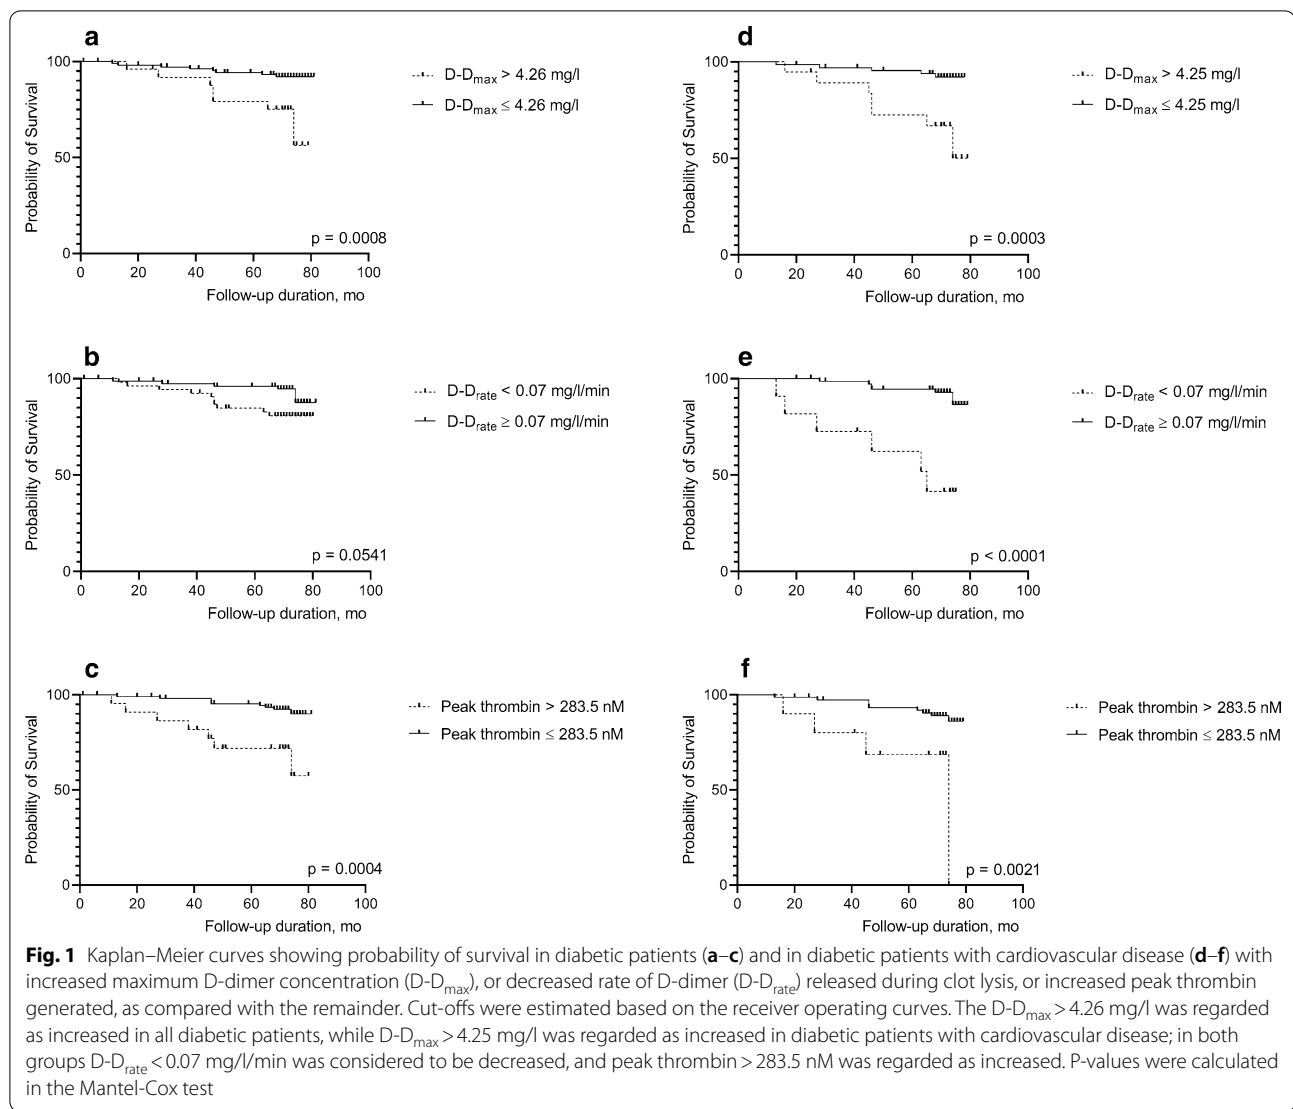 a
100
50
0
0 20 40 60 80 100
Probability of Survival
Follow-up duration, mo
D-Dmax > 4.26 mg/l
D-Dmax ≤ 4.26 mg/l
p = 0.0008
d
100
50
0
0 20 40 60 80 100
Probability of Survival
Follow-up duration, mo
D-Dmax > 4.25 mg/l
D-Dmax ≤ 4.25 mg/l
p = 0.0003
b
100
50
0
0 20 40 60 80 100
Probability of Survival
Follow-up duration, mo
D-Drate < 0.07 mg/l/min
D-Drate ≥ 0.07 mg/l/min
p = 0.0541
e
100
50
0
0 20 40 60 80 100
Probability of Survival
Follow-up duration, mo
D-Drate < 0.07 mg/l/min
D-Drate ≥ 0.07 mg/l/min
p < 0.0001
c
100
50
0
0 20 40 60 80 100
Probability of Survival
Follow-up duration, mo
Peak thrombin > 283.5 nM
Peak thrombin ≤ 283.5 nM
p = 0.0004
f
100
50
0
0 20 40 60 80 100
Probability of Survival
Follow-up duration, mo
Peak thrombin > 283.5 nM
Peak thrombin ≤ 283.5 nM
p = 0.0021
Fig. 1 Kaplan–Meier curves showing probability of survival in diabetic patients (a–c) and in diabetic patients with cardiovascular disease (d–f) with
increased maximum D-dimer concentration (D-Dmax), or decreased rate of D-dimer (D-Drate) released during clot lysis, or increased peak thrombin
generated, as compared with the remainder. Cut-offs were estimated based on the receiver operating curves. The D-Dmax > 4.26 mg/l was regarded
as increased in all diabetic patients, while D-Dmax > 4.25 mg/l was regarded as increased in diabetic patients with cardiovascular disease; in both
groups D-Drate < 0.07 mg/l/min was considered to be decreased, and peak thrombin > 283.5 nM was regarded as increased. P-values were calculated
in the Mantel-Cox test